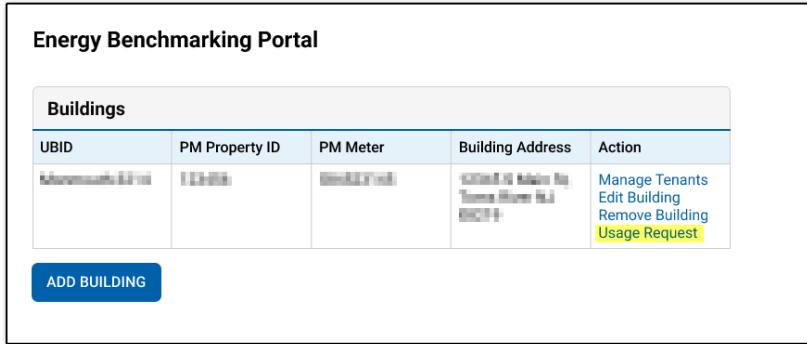 Energy Benchmarking Portal
Buildings
UBID PM Property ID PM Meter Building Address Action
Manage Tenants
Edit Building
Remove Building
Usage Request
ADD BUILDING